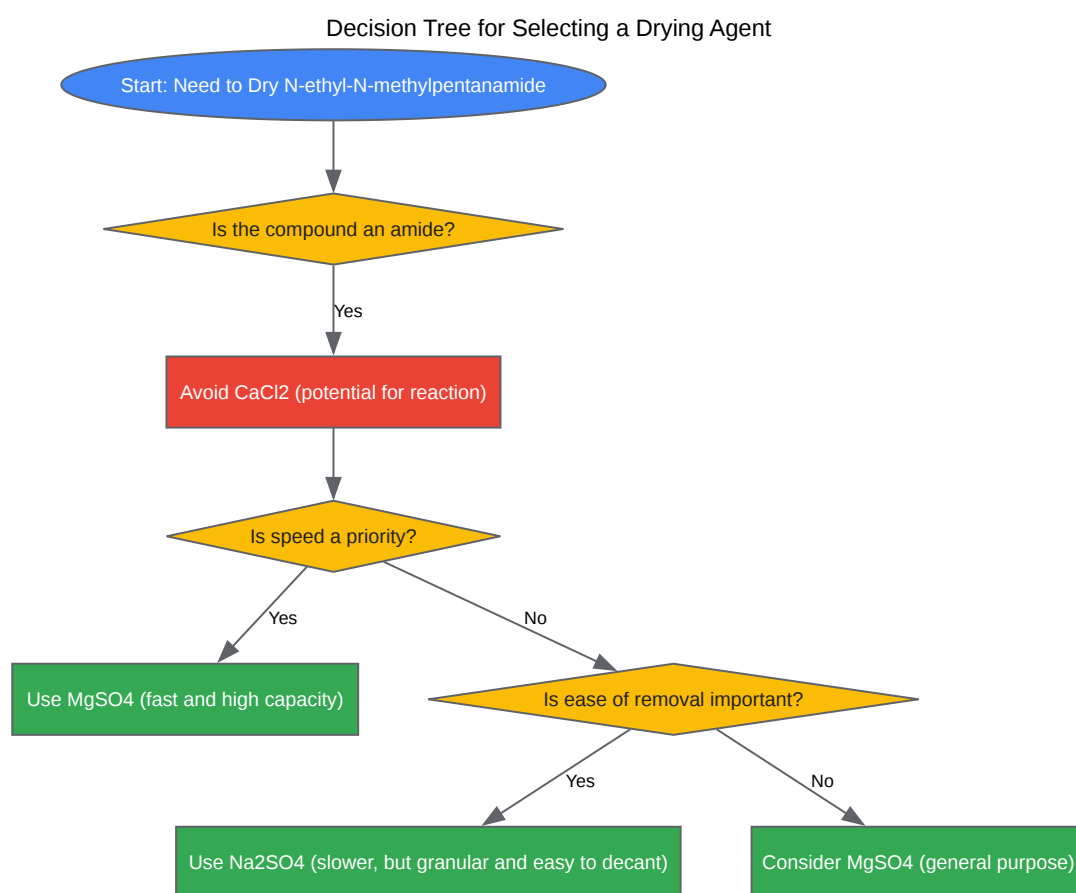 Decision Tree for Selecting a Drying Agent
Start: Need to Dry N-ethyl-N-methylpentanamide
Is the compound an amide?
Yes
Avoid CaCl2 (potential for reaction)
Is speed a priority?
Yes
No
Use MgSO4 (fast and high capacity)
Is ease of removal important?
Yes
No
Use Na2SO4 (slower, but granular and easy to decant)
Consider MgSO4 (general purpose)